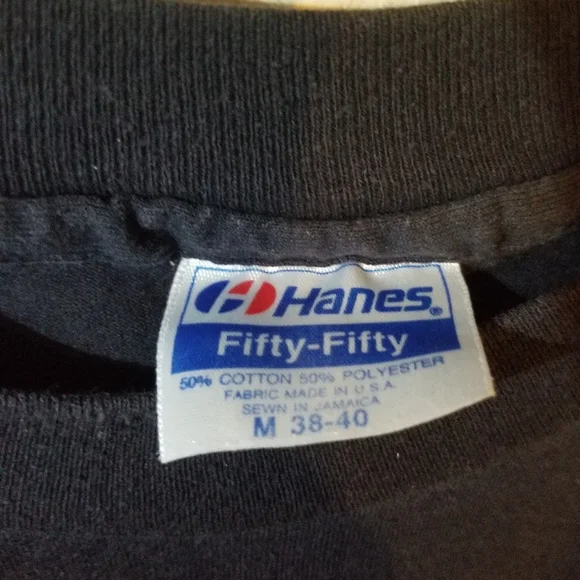 Hanes®
Fifty-Fifty
50% COTTON 50% POLYESTER
FABRIC MADE IN U.S.A.
SEWN IN JAMAICA
M 38-40